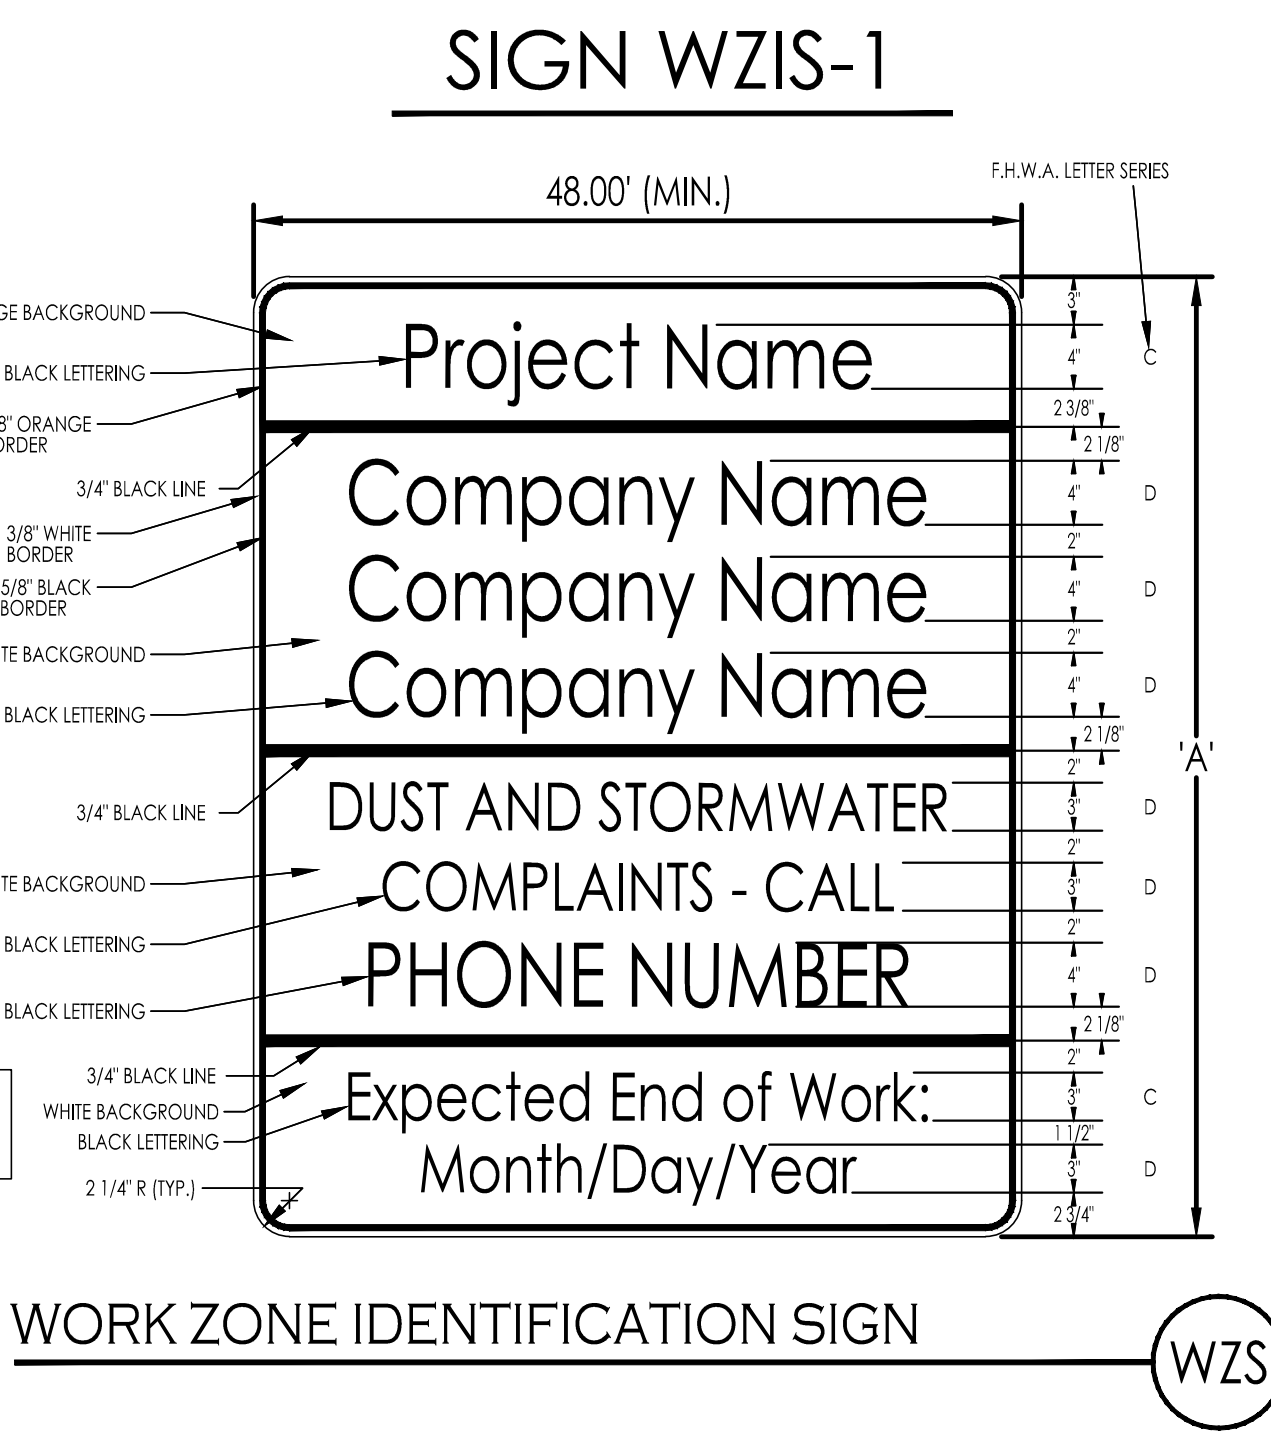 SIGN WZIS-1
48.00' (MIN.)
F.H.W.A. LETTER SERIES
GE BACKGROUND
BLACK LETTERING
8" ORANGE
ORDER
3/4" BLACK LINE
3/8" WHITE
BORDER
5/8" BLACK
BORDER
TE BACKGROUND
BLACK LETTERING
3/4" BLACK LINE
TE BACKGROUND
BLACK LETTERING
BLACK LETTERING
3/4" BLACK LINE
WHITE BACKGROUND
BLACK LETTERING
2 1/4" R (TYP.)
Project Name
Company Name
Company Name
Company Name
DUST AND STORMWATER
COMPLAINTS - CALL
PHONE NUMBER
Expected End of Work:
Month/Day/Year
3"
4" C
2 3/8"
2 1/8"
4" D
2"
4" D
2"
4" D
2 1/8"
2"
3" D
2"
3" D
2"
4" D
2 1/8"
2"
3" C
1 1/2"
3" D
2 3/4"
'A'
WORK ZONE IDENTIFICATION SIGN
WZS